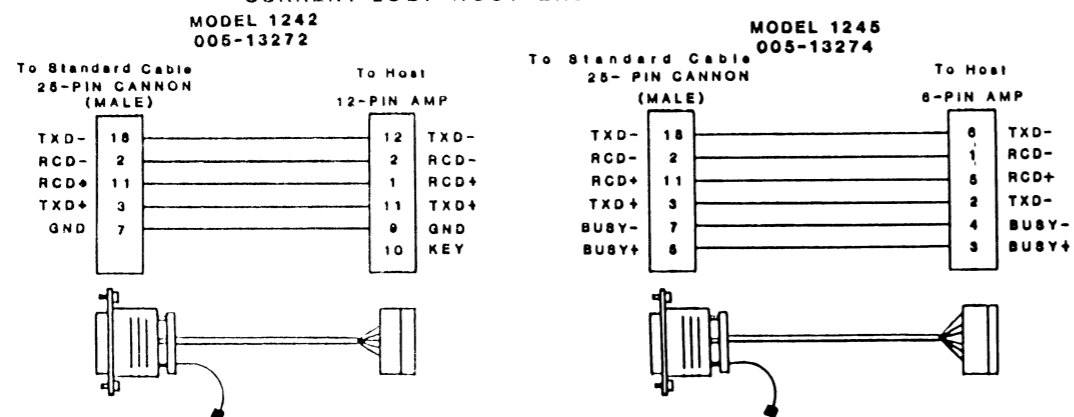 CURRENT LOOP HOST
MODEL 1242
005-13272
To Standard Cable
25-PIN CANNON
(MALE)
To Host
12-PIN AMP
TXD- 18 12 TXD-
RCD- 2 2 RCD-
RCD+ 11 1 RCD+
TXD+ 3 11 TXD+
GND 7 9 GND
10 KEY
MODEL 1245
005-13274
To Standard Cable
25- PIN CANNON
(MALE)
To Host
6-PIN AMP
TXD- 18 6 TXD-
RCD- 2 1 RCD-
RCD+ 11 5 RCD+
TXD+ 3 2 TXD-
BUSY- 7 4 BUSY-
BUSY+ 3 BUSY+